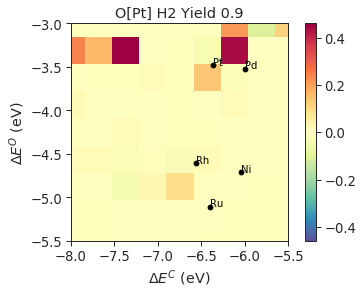 O[Pt] H2 Yield 0.9
−3.0
−3.5
−4.0
−4.5
−5.0
−5.5
ΔE^O (eV)
Pt
Pd
Rh
Ni
Ru
−8.0 −7.5 −7.0 −6.5 −6.0 −5.5
ΔE^C (eV)
0.4
0.2
0.0
−0.2
−0.4